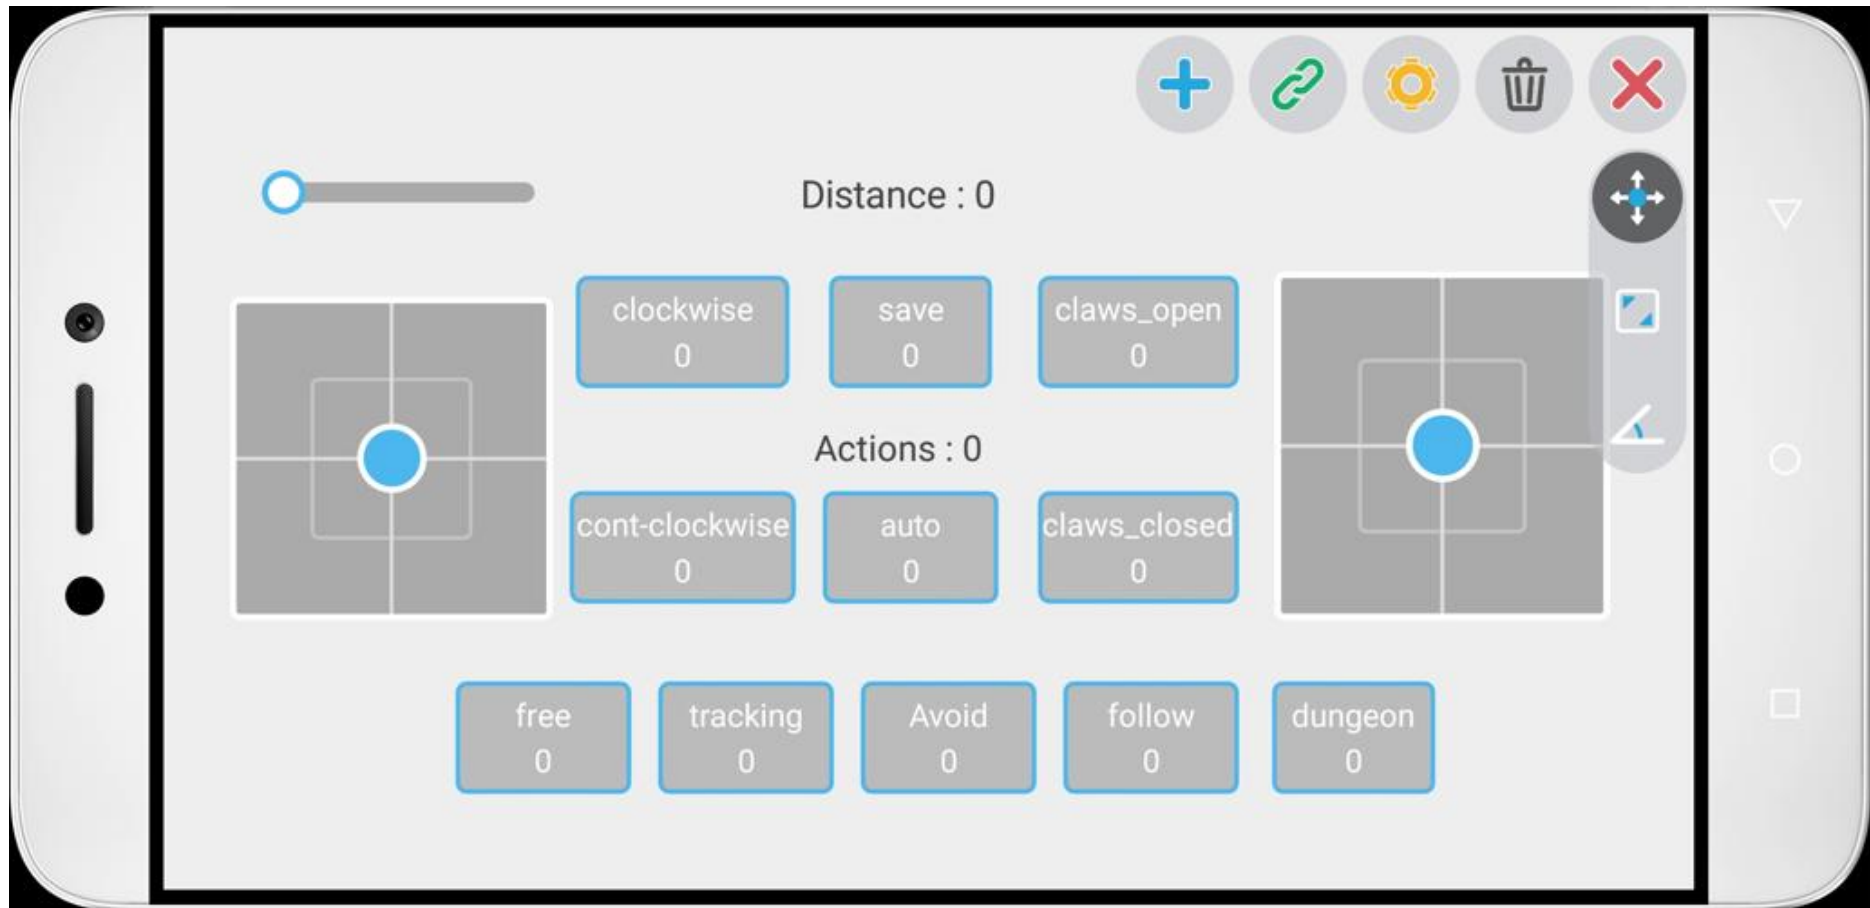 Distance : 0
clockwise
0
save
0
claws_open
0
Actions : 0
cont-clockwise
0
auto
0
claws_closed
0
free
0
tracking
0
Avoid
0
follow
0
dungeon
0